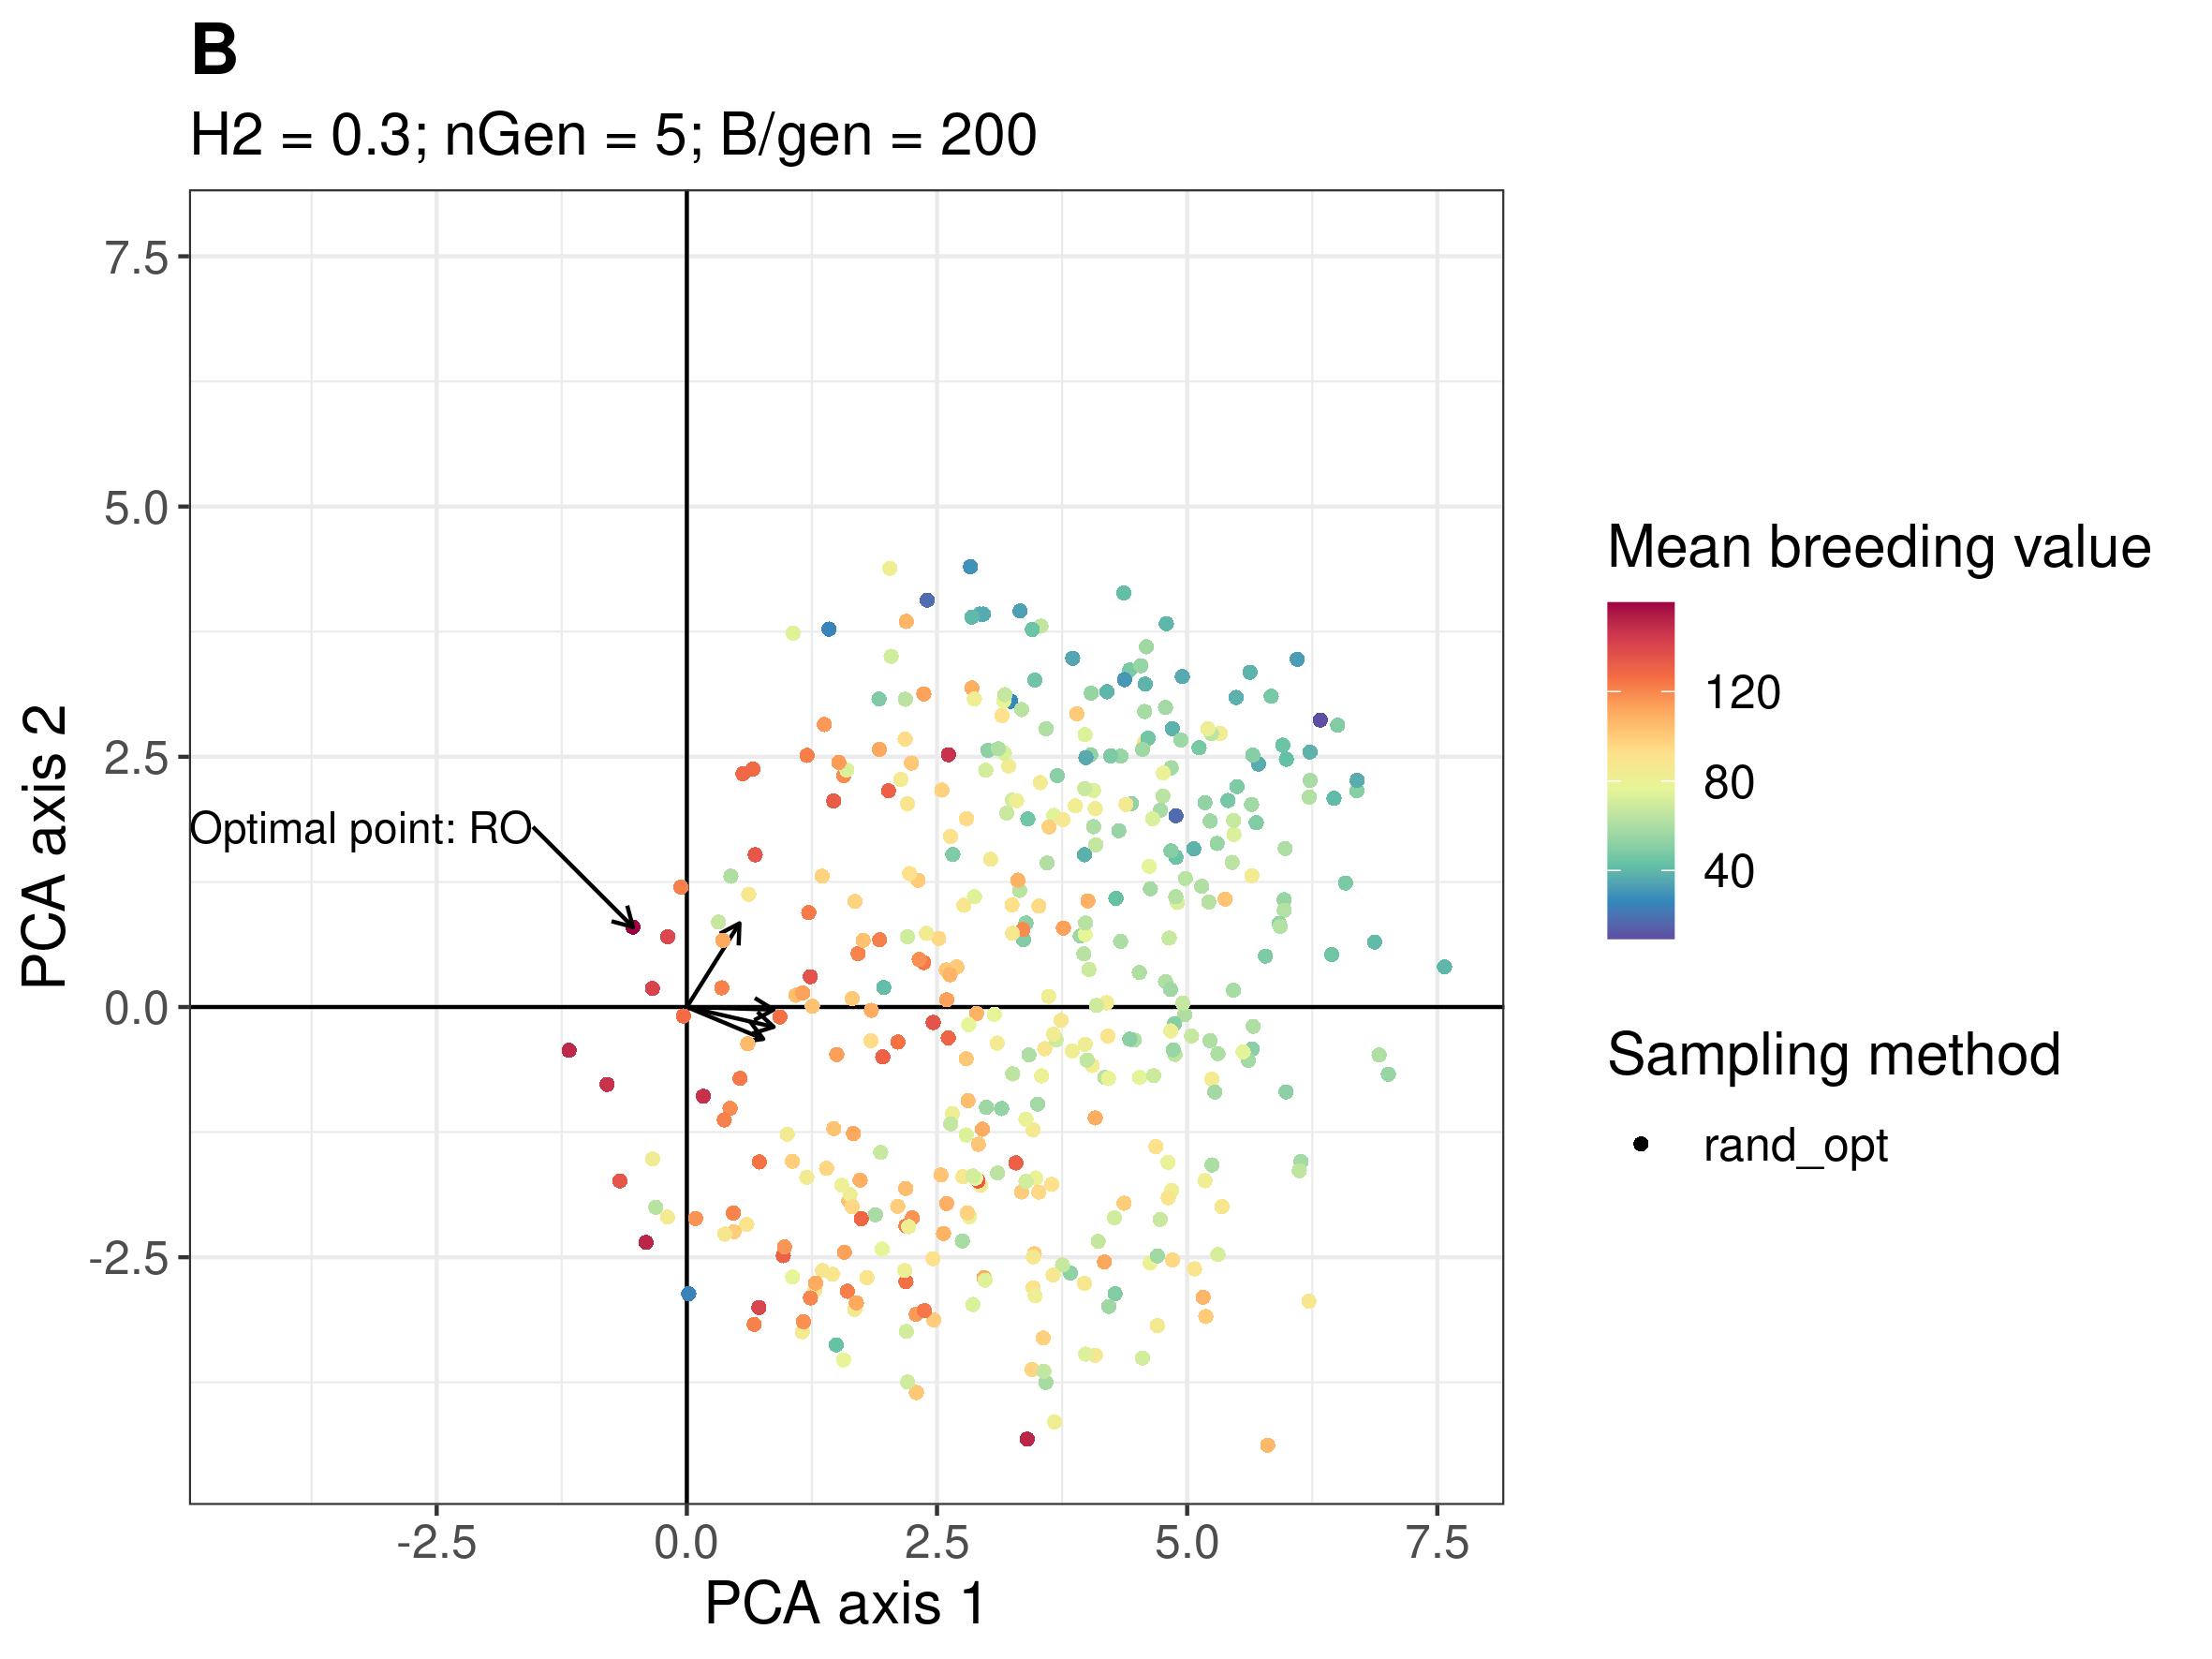 B
H2 = 0.3; nGen = 5; B/gen = 200
PCA axis 2
7.5
5.0
2.5
0.0
-2.5
Optimal point: RO
-2.5
0.0
2.5
5.0
7.5
PCA axis 1
Mean breeding value
120
80
40
Sampling method
rand_opt